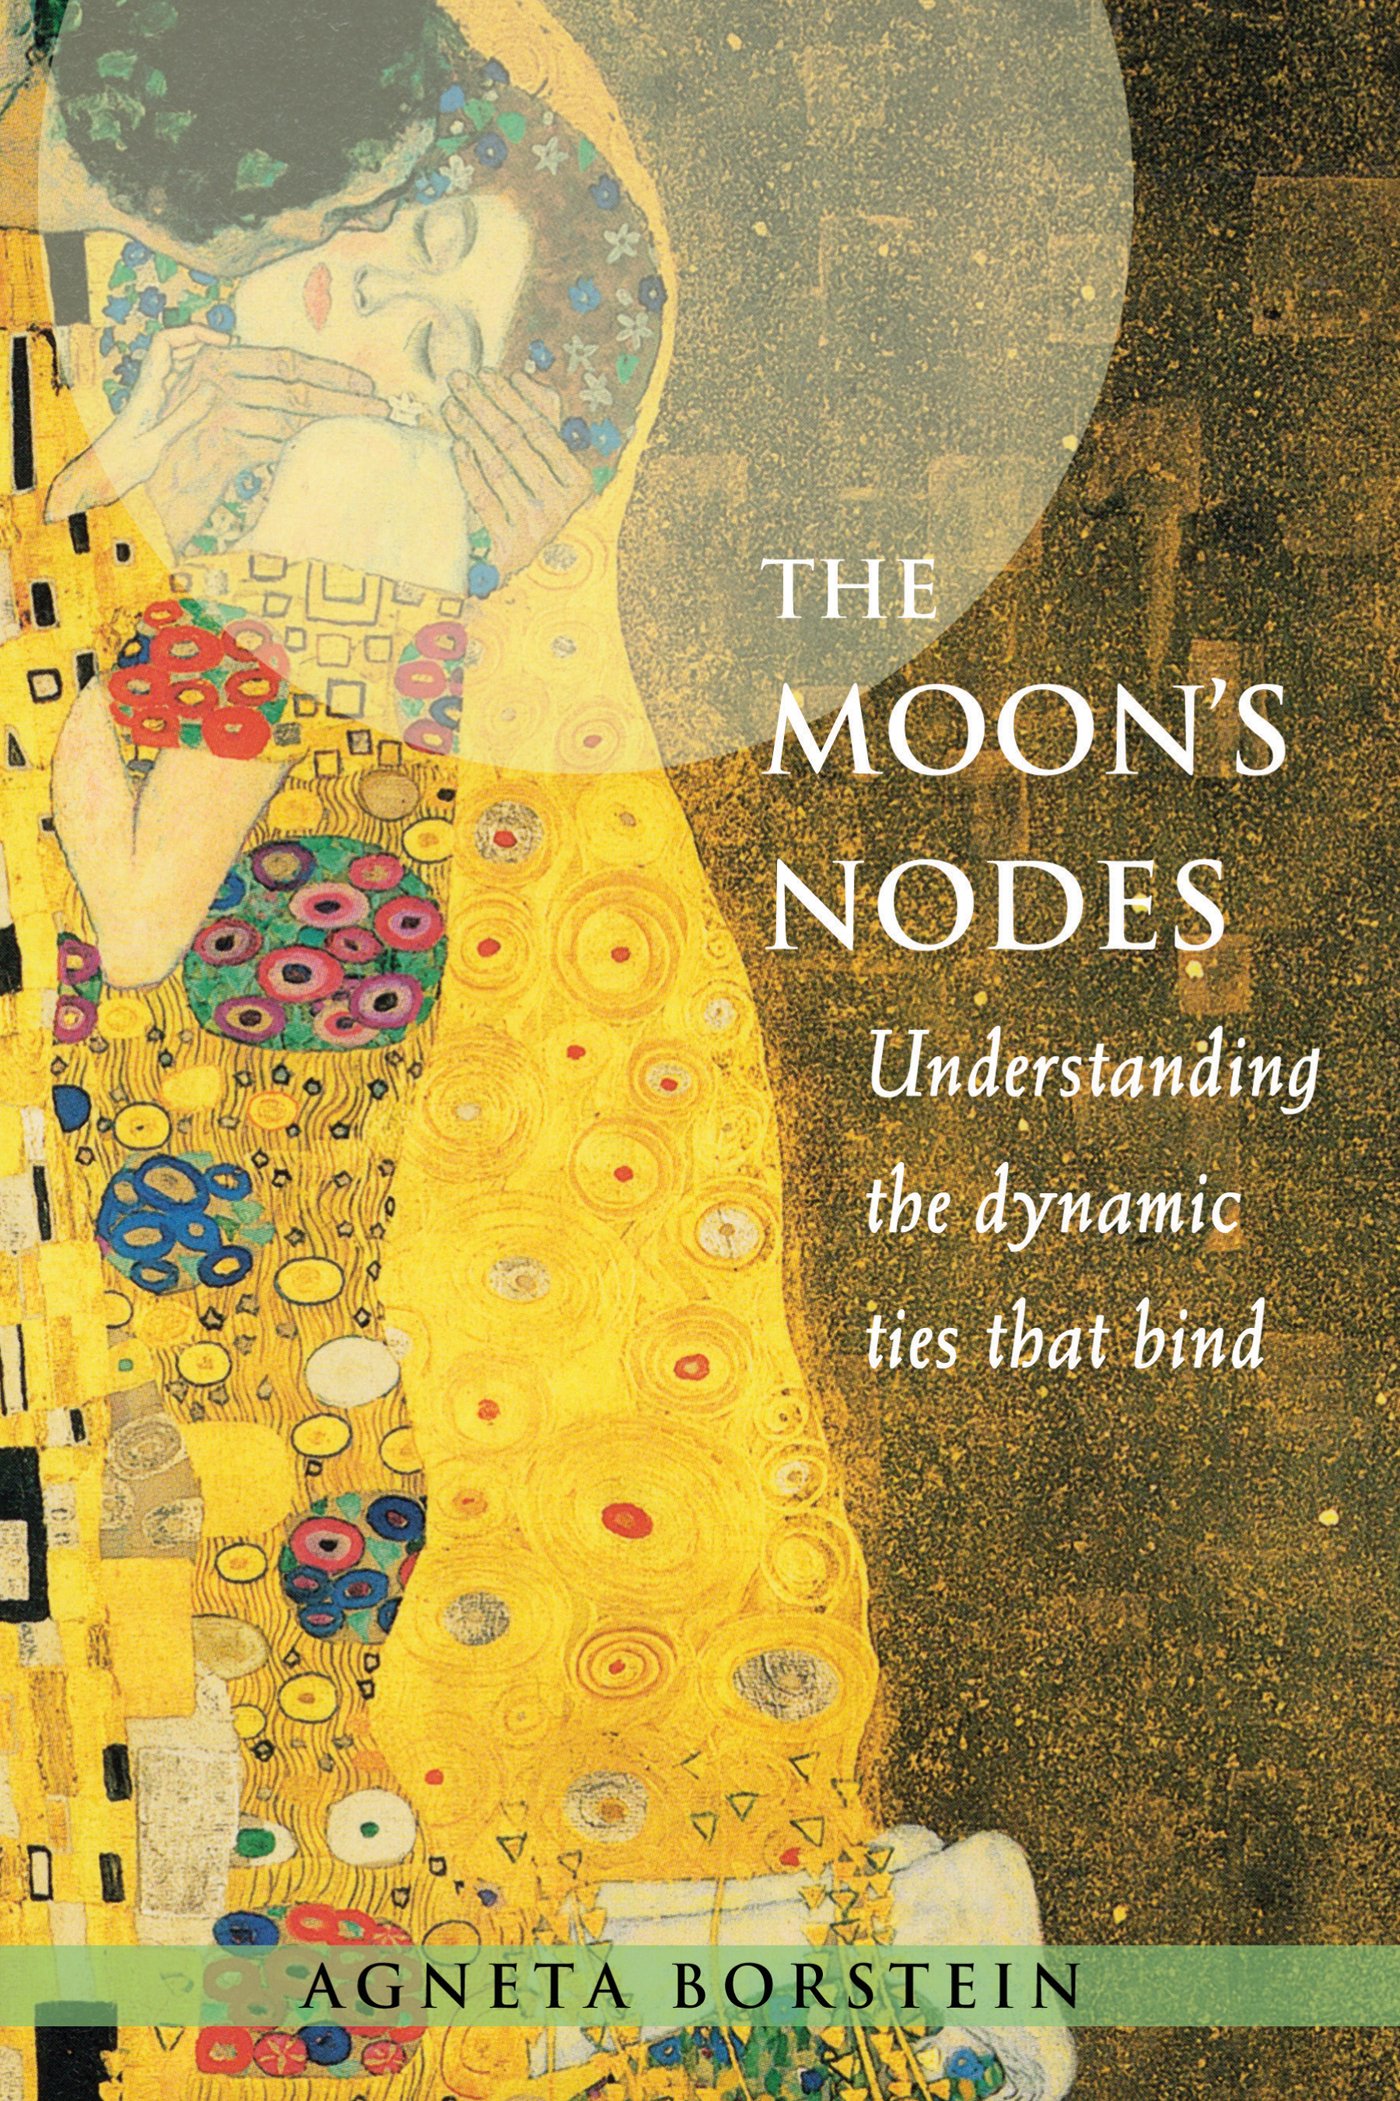 THE
MOON'S
NODES
Understanding
the dynamic
ties that bind
AGNETA BORSTEIN